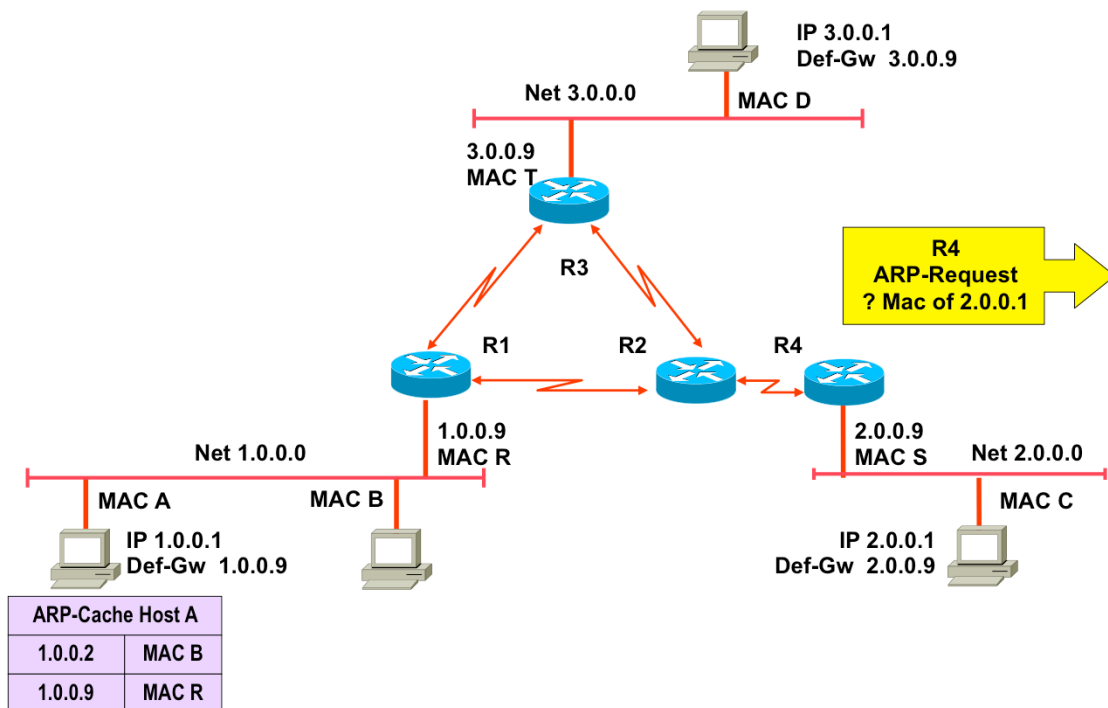 IP 3.0.0.1
Def-Gw 3.0.0.9
Net 3.0.0.0
MAC D
3.0.0.9
MAC T
R3
R4
ARP-Request
? Mac of 2.0.0.1
R1
R2
R4
1.0.0.9
MAC R
2.0.0.9
MAC S
Net 1.0.0.0
Net 2.0.0.0
MAC A
MAC B
MAC C
IP 1.0.0.1
Def-Gw 1.0.0.9
IP 2.0.0.1
Def-Gw 2.0.0.9
ARP-Cache Host A
1.0.0.2 MAC B
1.0.0.9 MAC R